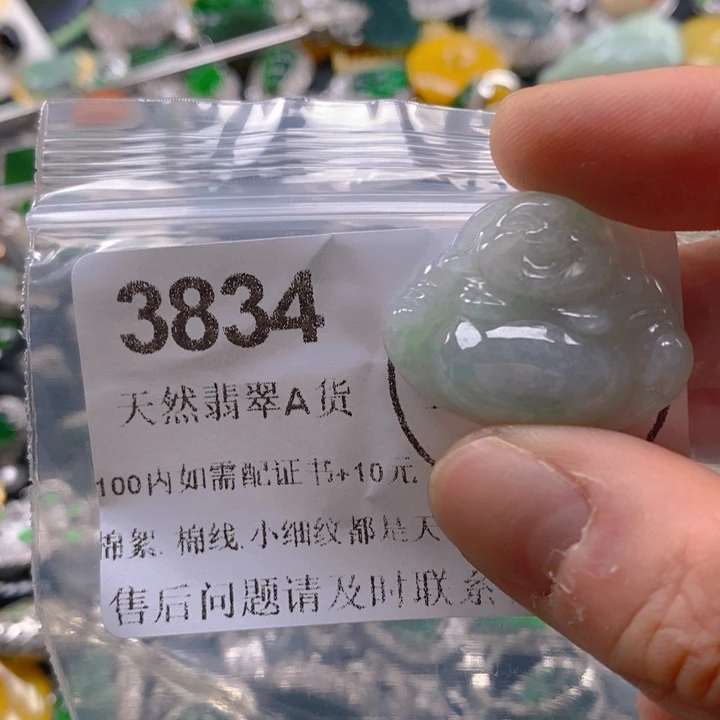 3834
天然翡翠A货
100内如需配证书+10元
棉絮.棉线.小细纹都是天
售后问题请及时联系